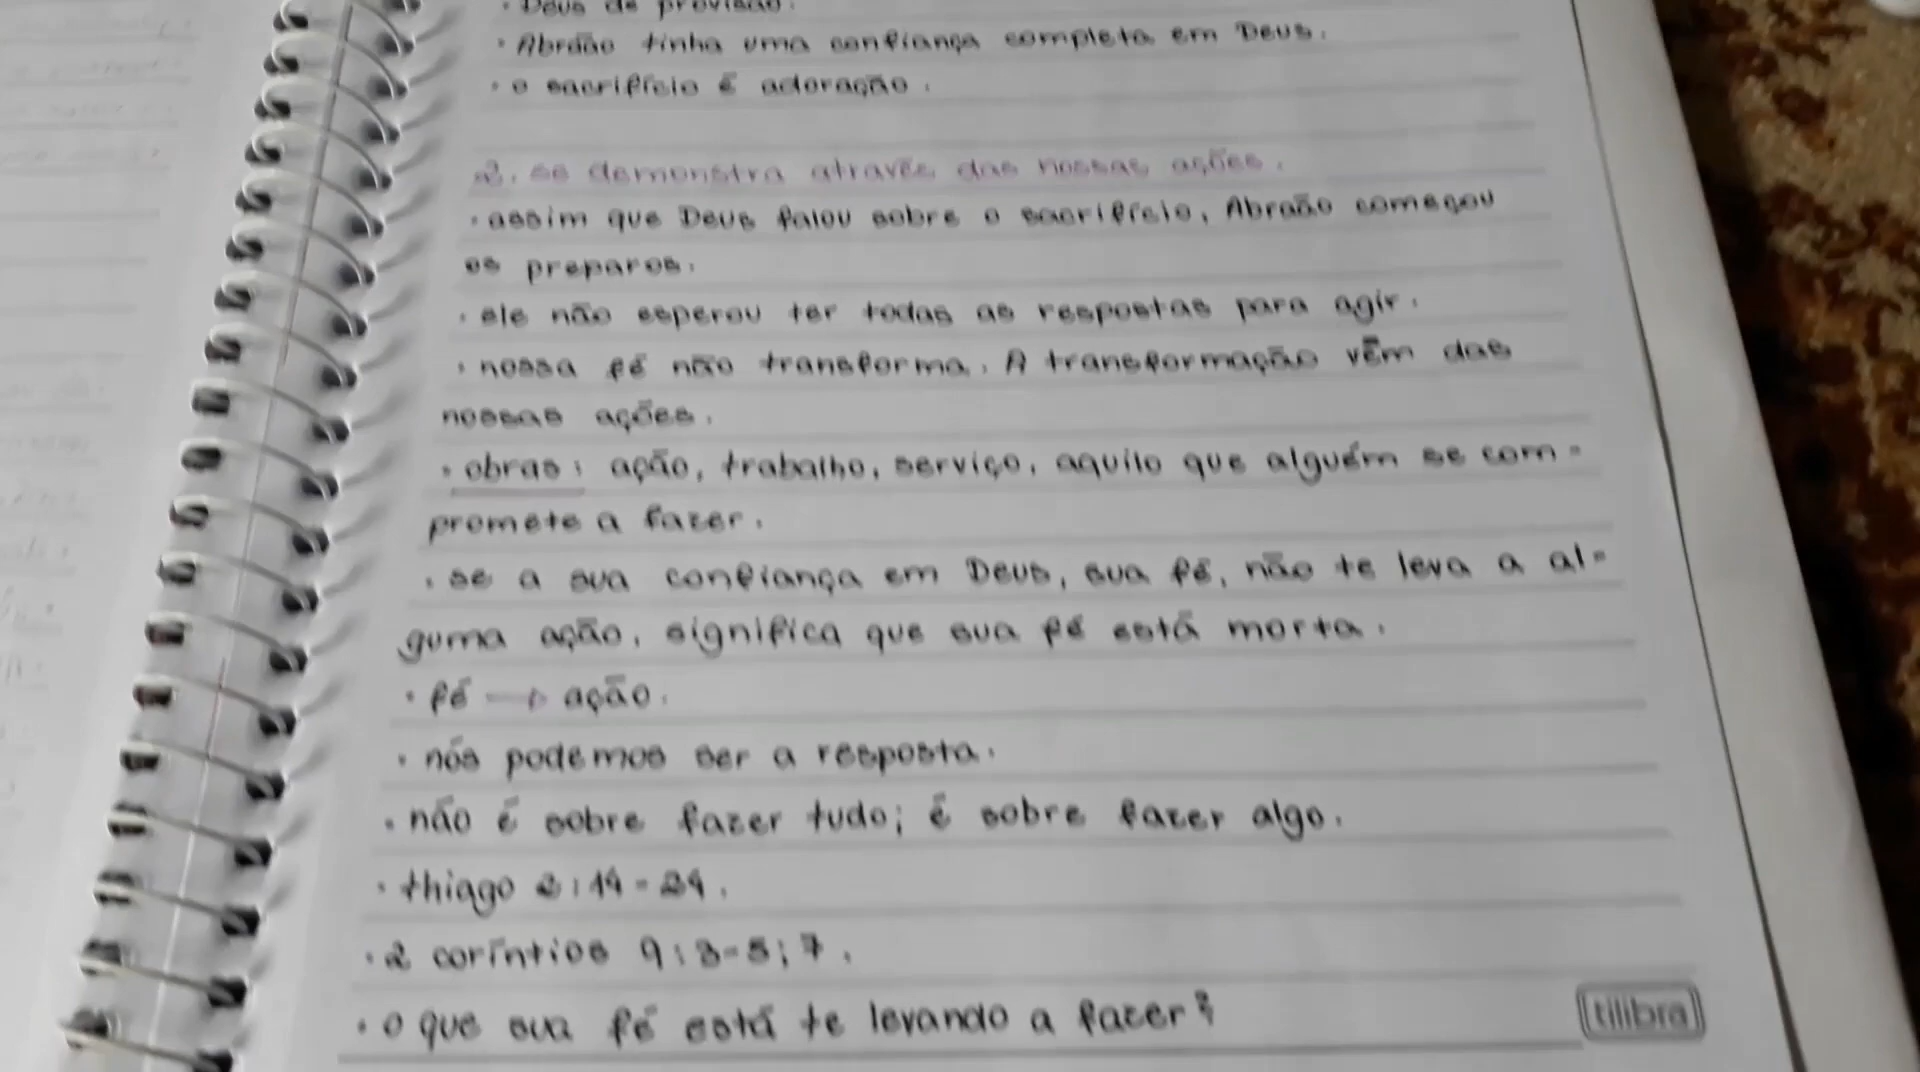 · Deus de provisão.
· Abraão tinha uma confiança completa em Deus.
· o sacrifício é adoração.
2. se demonstra através das nossas ações.
· assim que Deus falou sobre o sacrifício, Abraão começou
os preparos.
· ele não esperou ter todas as respostas para agir.
· nossa fé não transforma. A transformação vêm das
nossas ações.
· obras: ação, trabalho, serviço, aquilo que alguém se com-
promete a fazer.
· se a sua confiança em Deus, sua fé, não te leva a al-
guma ação, significa que sua fé está morta.
· fé → ação.
· nós podemos ser a resposta.
· não é sobre fazer tudo; é sobre fazer algo.
· thiago 2:14-24.
· 2 coríntios 9:3-5;7.
· o que sua fé está te levando a fazer?
tilibra